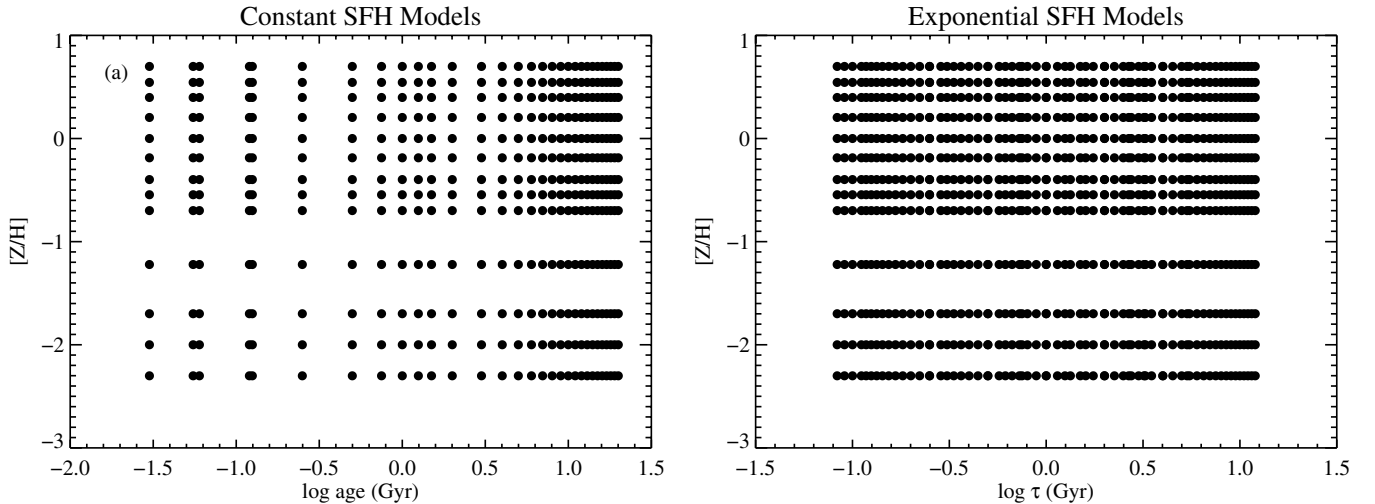 Constant SFH Models
Exponential SFH Models
(a)
1
0
−1
−2
−3
[Z/H]
−2.0 −1.5 −1.0 −0.5 0.0 0.5 1.0 1.5
log age (Gyr)
1
0
−1
−2
−3
[Z/H]
−1.5 −1.0 −0.5 0.0 0.5 1.0 1.5
log τ (Gyr)